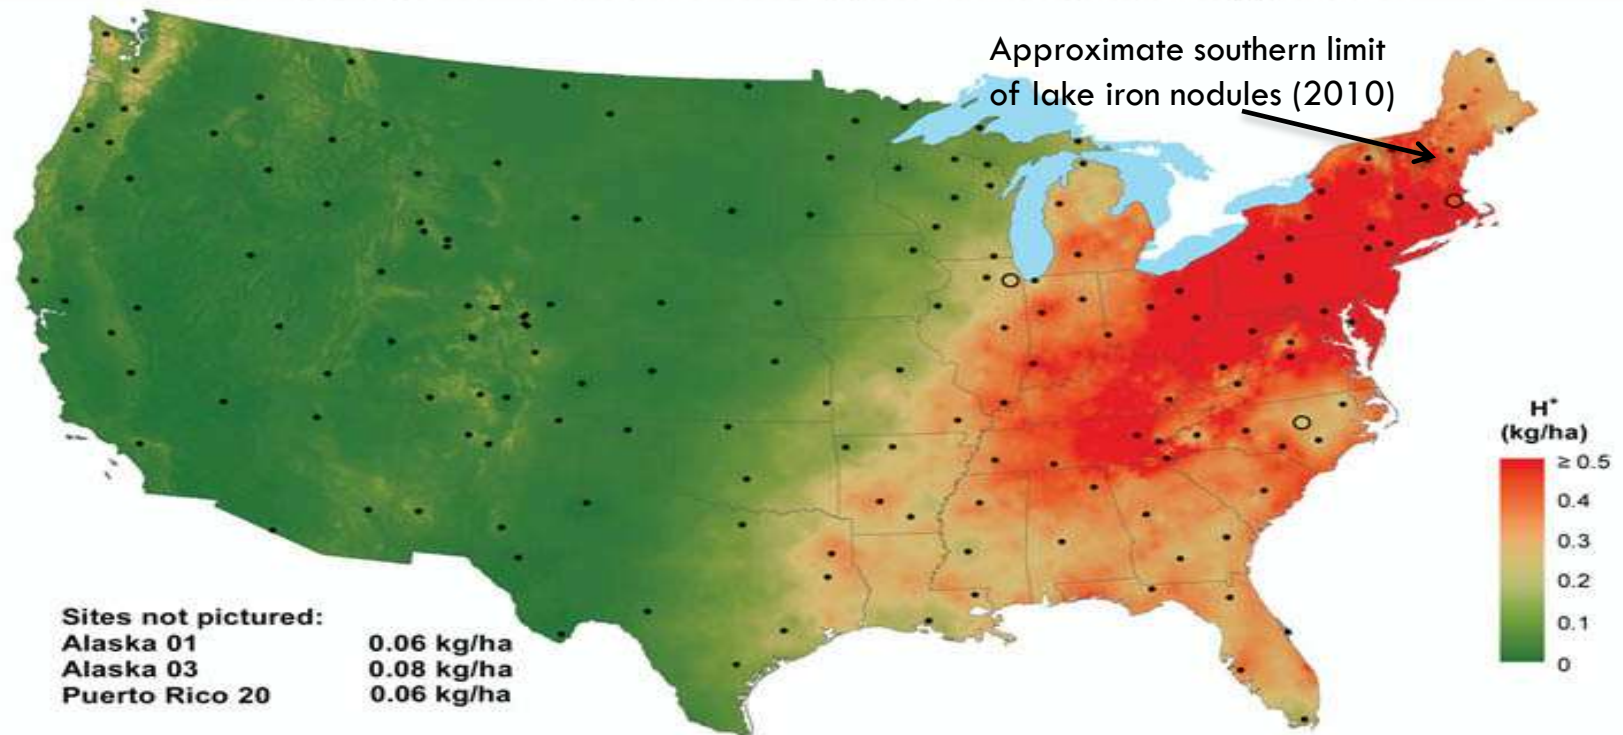 Approximate southern limit
of lake iron nodules (2010)
H⁺
(kg/ha)
≥ 0.5
0.4
0.3
0.2
0.1
0
Sites not pictured:
Alaska 01 0.06 kg/ha
Alaska 03 0.08 kg/ha
Puerto Rico 20 0.06 kg/ha